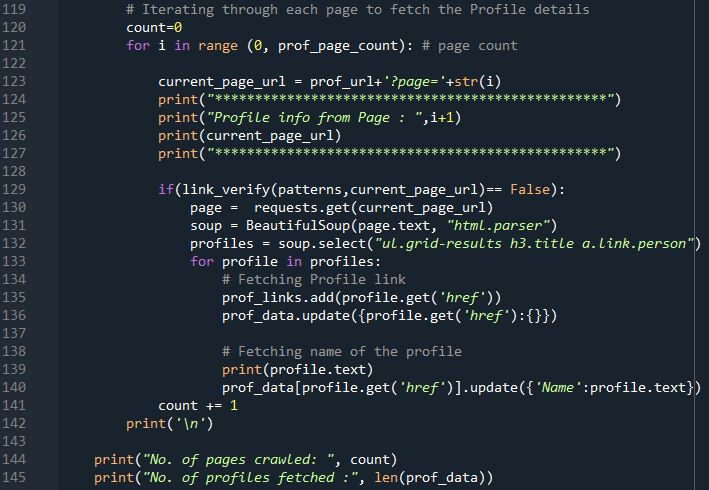 119 # Iterating through each page to fetch the Profile details
120 count=0
121 for i in range (0, prof_page_count): # page count
122
123 current_page_url = prof_url+'?page='+str(i)
124 print("*************************************************")
125 print("Profile info from Page : ",i+1)
126 print(current_page_url)
127 print("*************************************************")
128
129 if(link_verify(patterns,current_page_url)== False):
130 page =  requests.get(current_page_url)
131 soup = BeautifulSoup(page.text, "html.parser")
132 profiles = soup.select("ul.grid-results h3.title a.link.person")
133 for profile in profiles:
134 # Fetching Profile link
135 prof_links.add(profile.get('href'))
136 prof_data.update({profile.get('href'):{}})
137
138 # Fetching name of the profile
139 print(profile.text)
140 prof_data[profile.get('href')].update({'Name':profile.text})
141 count += 1
142 print('\n')
143
144 print("No. of pages crawled: ", count)
145 print("No. of profiles fetched :", len(prof_data))